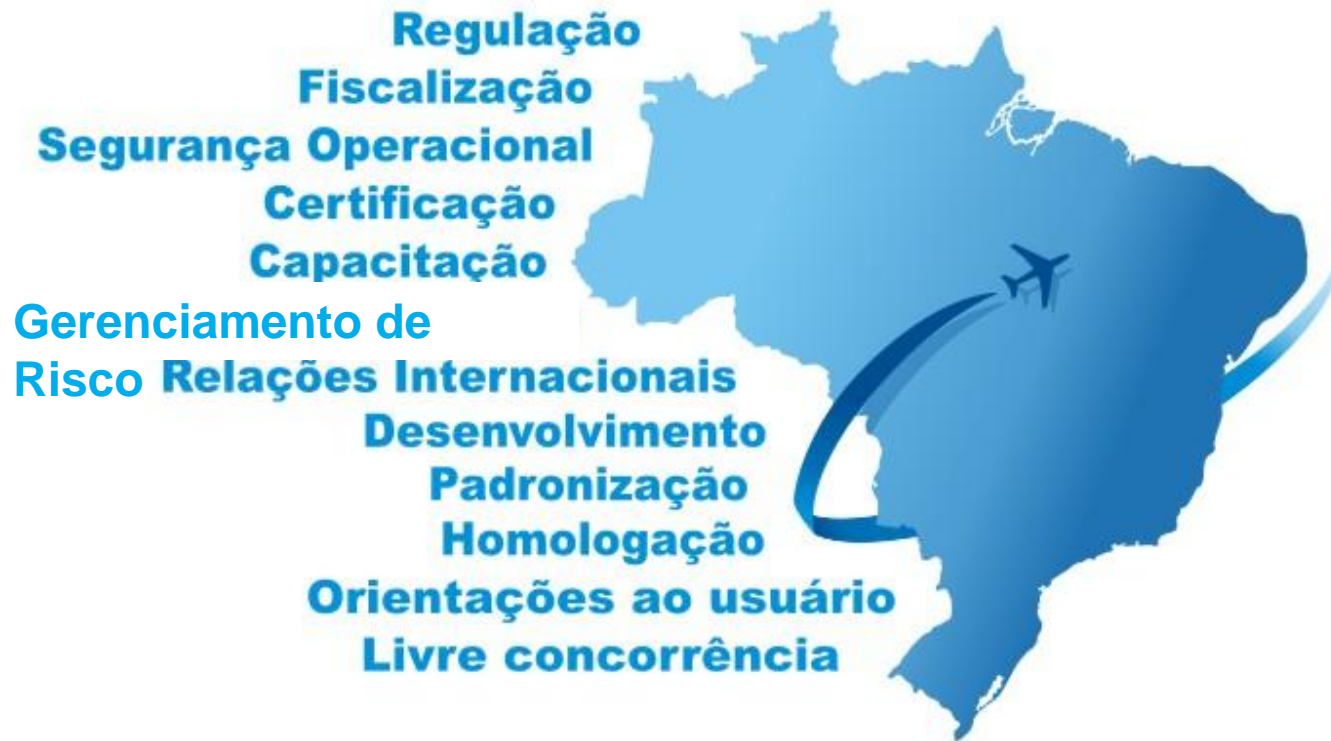 Regulação
Fiscalização
Segurança Operacional
Certificação
Capacitação
Gerenciamento de
Risco Relações Internacionais
Desenvolvimento
Padronização
Homologação
Orientações ao usuário
Livre concorrência